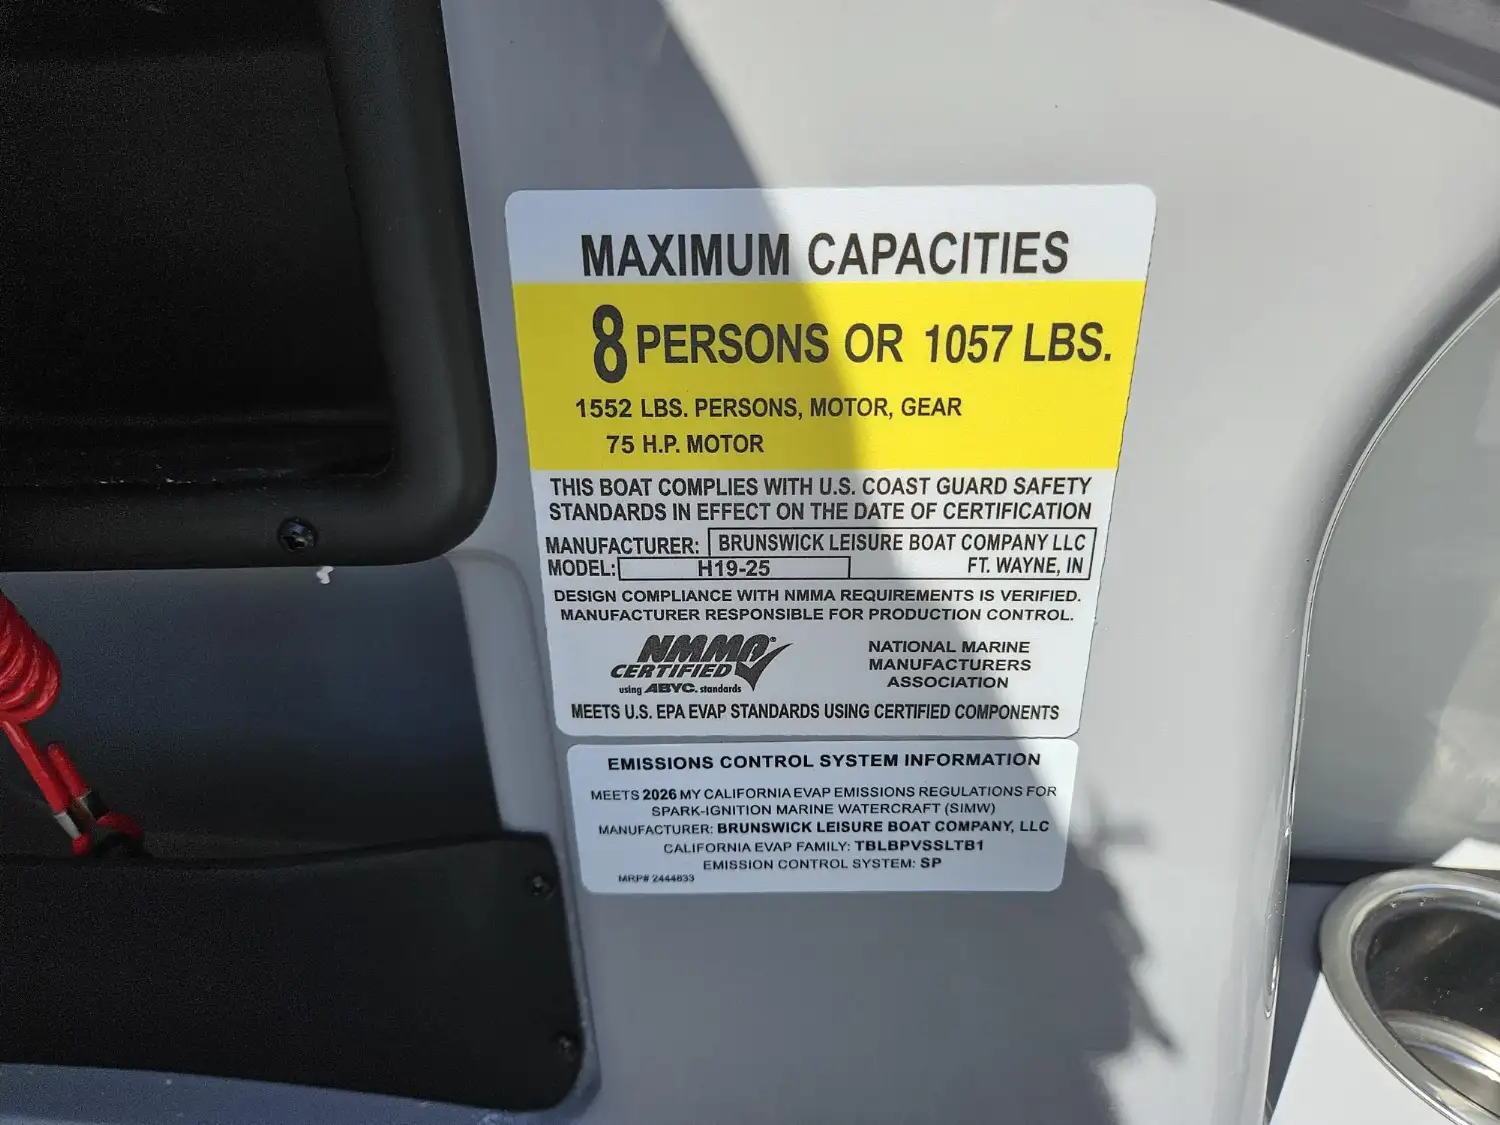 MAXIMUM CAPACITIES
8 PERSONS OR 1057 LBS.
1552 LBS. PERSONS, MOTOR, GEAR
75 H.P. MOTOR
THIS BOAT COMPLIES WITH U.S. COAST GUARD SAFETY
STANDARDS IN EFFECT ON THE DATE OF CERTIFICATION
MANUFACTURER: BRUNSWICK LEISURE BOAT COMPANY LLC
MODEL: H19-25 FT. WAYNE, IN
DESIGN COMPLIANCE WITH NMMA REQUIREMENTS IS VERIFIED.
MANUFACTURER RESPONSIBLE FOR PRODUCTION CONTROL.
NMMA®
CERTIFIED
using ABYC. standards
NATIONAL MARINE
MANUFACTURERS
ASSOCIATION
MEETS U.S. EPA EVAP STANDARDS USING CERTIFIED COMPONENTS
EMISSIONS CONTROL SYSTEM INFORMATION
MEETS 2026 MY CALIFORNIA EVAP EMISSIONS REGULATIONS FOR
SPARK-IGNITION MARINE WATERCRAFT (SIMW)
MANUFACTURER: BRUNSWICK LEISURE BOAT COMPANY, LLC
CALIFORNIA EVAP FAMILY: TBLBPVSSLTB1
EMISSION CONTROL SYSTEM: SP
MRP# 2444633